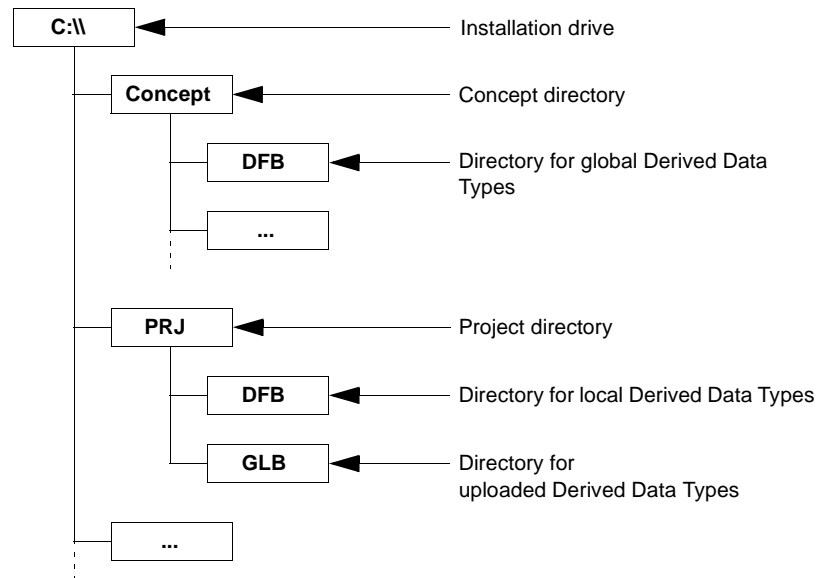 C:\\ Installation drive
Concept Concept directory
DFB Directory for global Derived Data
Types
...
PRJ Project directory
DFB Directory for local Derived Data Types
GLB Directory for
uploaded Derived Data Types
...